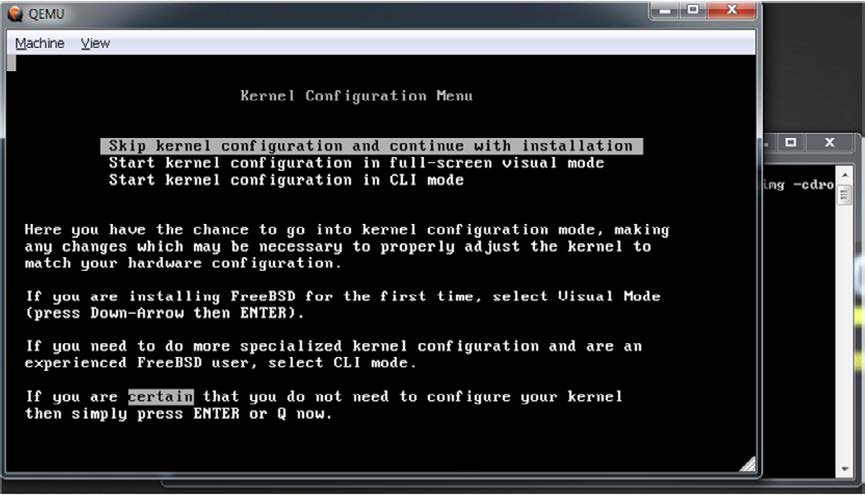 QEMU
Machine View
Kernel Configuration Menu
Skip kernel configuration and continue with installation
Start kernel configuration in full-screen visual mode
Start kernel configuration in CLI mode
img -cdro
Here you have the chance to go into kernel configuration mode, making
any changes which may be necessary to properly adjust the kernel to
match your hardware configuration.
If you are installing FreeBSD for the first time, select Visual Mode
(press Down-Arrow then ENTER).
If you need to do more specialized kernel configuration and are an
experienced FreeBSD user, select CLI mode.
If you are certain that you do not need to configure your kernel
then simply press ENTER or Q now.